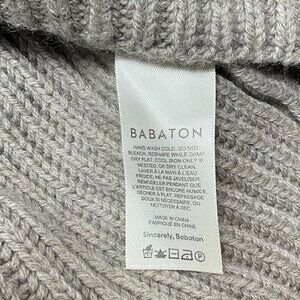 BABATON
HAND WASH COLD, DO NOT
BLEACH, RESHAPE WHILE DAMP,
DRY FLAT, COOL IRON ONLY IF
NEEDED, OR DRY CLEAN.
LAVER À LA MAIN À L'EAU
FROIDE, NE PAS JAVELISER,
REMODELER PENDANT QUE
L'ARTICLE EST ENCORE HUMIDE,
SÉCHER À PLAT, REPASSAGE
DOUX SI NÉCESSAIRE, OU
NETTOYER À SEC.
MADE IN CHINA
FABRIQUÉ EN CHINE
Sincerely, Babaton
P